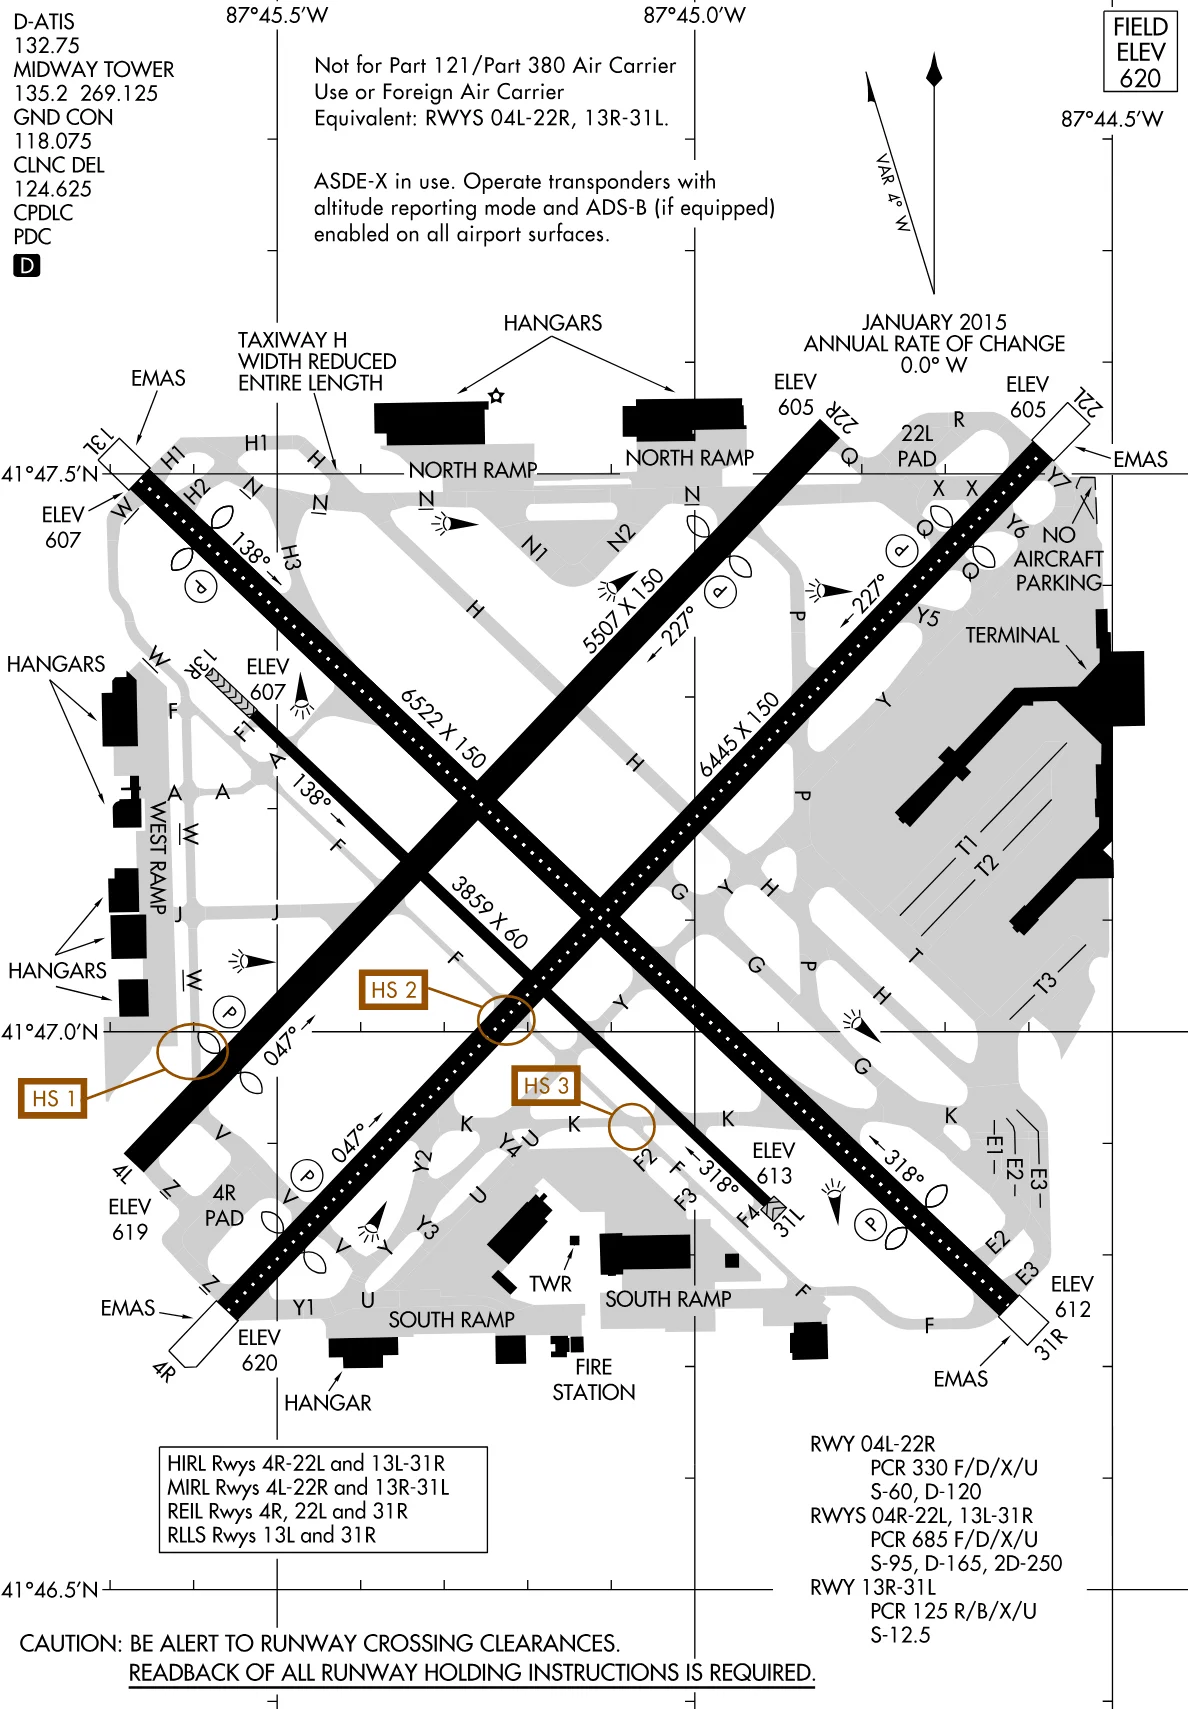 D-ATIS
132.75
MIDWAY TOWER
135.2 269.125
GND CON
118.075
CLNC DEL
124.625
CPDLC
PDC
D
87°45.5'W
87°45.0'W
FIELD
ELEV
620
87°44.5'W
Not for Part 121/Part 380 Air Carrier
Use or Foreign Air Carrier
Equivalent: RWYS 04L-22R, 13R-31L.
ASDE-X in use. Operate transponders with
altitude reporting mode and ADS-B (if equipped)
enabled on all airport surfaces.
VAR 4° W
JANUARY 2015
ANNUAL RATE OF CHANGE
0.0° W
HANGARS
TAXIWAY H
WIDTH REDUCED
ENTIRE LENGTH
EMAS
ELEV
605
22R
ELEV
605
22L
13L
H1
H1
H
R
22L
PAD
Q
EMAS
41°47.5'N
NORTH RAMP
NORTH RAMP
Y7
W
H2
N
N
N
N
X
X
ELEV
607
138°
H3
N1
N2
Q
Y6
NO
AIRCRAFT
PARKING
P
P
P
Q
227°
227°
5507 X 150
H
P
Y5
TERMINAL
HANGARS
W
13R
ELEV
607
F
F1
A
6522 X 150
H
6445 X 150
Y
A
A
138°
P
WEST RAMP
W
F
T1
T2
J
J
3859 X 60
G
Y
H
HANGARS
W
F
HS 2
Y
G
P
H
T
T3
P
41°47.0'N
047°
G
HS 1
HS 3
V
K
K
K
K
4L
047°
Y2
Y4
U
F2
F
318°
ELEV
613
318°
E1
E2
E3
Z
P
4R
PAD
V
U
F3
F4
31L
P
ELEV
619
V
Y
Y3
E2
E3
Z
TWR
F
ELEV
612
EMAS
Y1
U
SOUTH RAMP
SOUTH RAMP
F
4R
ELEV
620
31R
FIRE
STATION
EMAS
HANGAR
HIRL Rwys 4R-22L and 13L-31R
MIRL Rwys 4L-22R and 13R-31L
REIL Rwys 4R, 22L and 31R
RLLS Rwys 13L and 31R
RWY 04L-22R
PCR 330 F/D/X/U
S-60, D-120
RWYS 04R-22L, 13L-31R
PCR 685 F/D/X/U
S-95, D-165, 2D-250
RWY 13R-31L
PCR 125 R/B/X/U
S-12.5
41°46.5'N
CAUTION: BE ALERT TO RUNWAY CROSSING CLEARANCES.
READBACK OF ALL RUNWAY HOLDING INSTRUCTIONS IS REQUIRED.